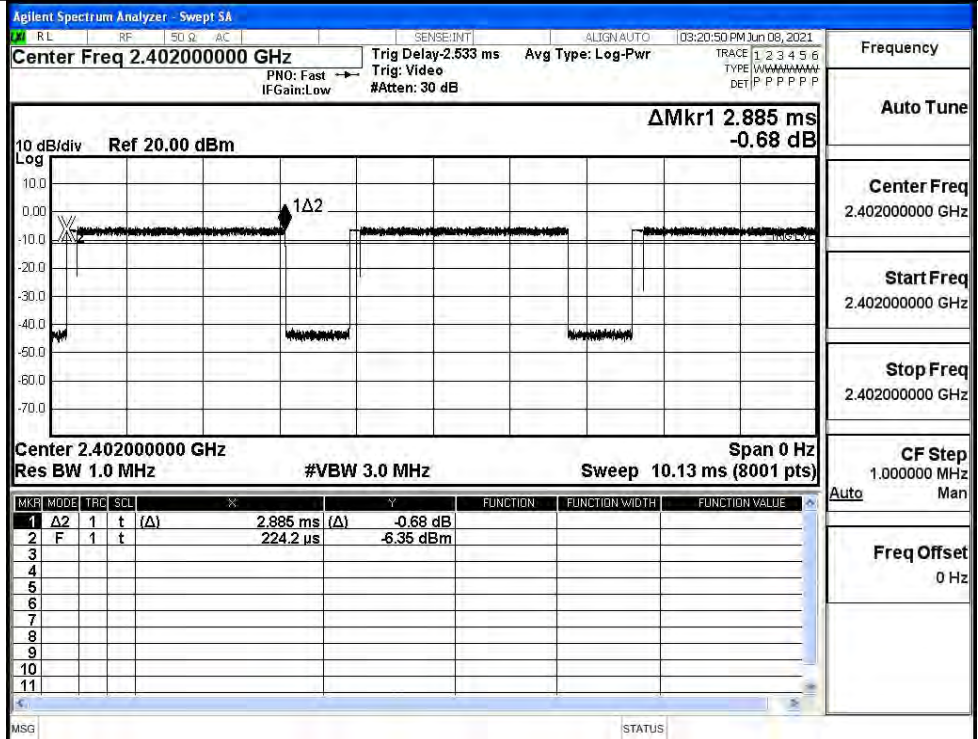 Agilent Spectrum Analyzer - Swept SA
RL RF 50 Ω AC SENSE:INT ALIGN AUTO 03:20:50 PM Jun 08, 2021
Center Freq 2.402000000 GHz
PNO: Fast
IFGain:Low
Trig Delay-2.533 ms
Trig: Video
#Atten: 30 dB
Avg Type: Log-Pwr
TRACE 1 2 3 4 5 6
TYPE WWWWWW
DET P P P P P P
ΔMkr1 2.885 ms
-0.68 dB
10 dB/div Ref 20.00 dBm
Log
10.0
0.00
-10.0
-20.0
-30.0
-40.0
-50.0
-60.0
-70.0
1Δ2
2
TRIG LVL
Center 2.402000000 GHz Span 0 Hz
Res BW 1.0 MHz #VBW 3.0 MHz Sweep 10.13 ms (8001 pts)
MKR MODE TRC SCL X Y FUNCTION FUNCTION WIDTH FUNCTION VALUE
1 Δ2 1 t (Δ) 2.885 ms (Δ) -0.68 dB
2 F 1 t 224.2 µs -6.35 dBm
3
4
5
6
7
8
9
10
11
MSG STATUS
Frequency
Auto Tune
Center Freq
2.402000000 GHz
Start Freq
2.402000000 GHz
Stop Freq
2.402000000 GHz
CF Step
1.000000 MHz
Auto Man
Freq Offset
0 Hz